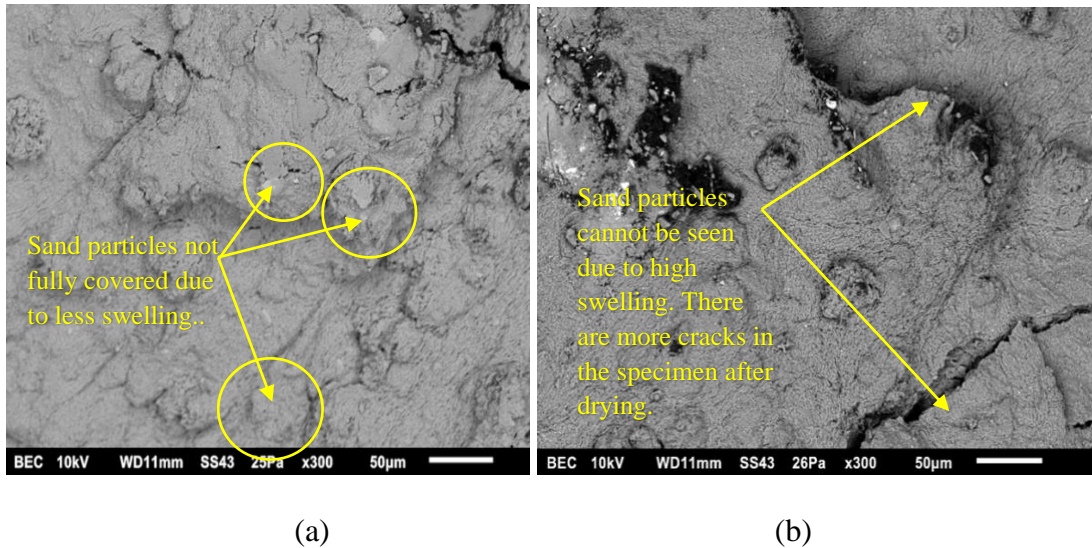 Sand particles not
fully covered due
to less swelling..
BEC 10kV WD11mm SS43 25Pa x300 50µm
(a)
Sand particles
cannot be seen
due to high
swelling. There
are more cracks in
the specimen after
drying.
BEC 10kV WD11mm SS43 26Pa x300 50µm
(b)